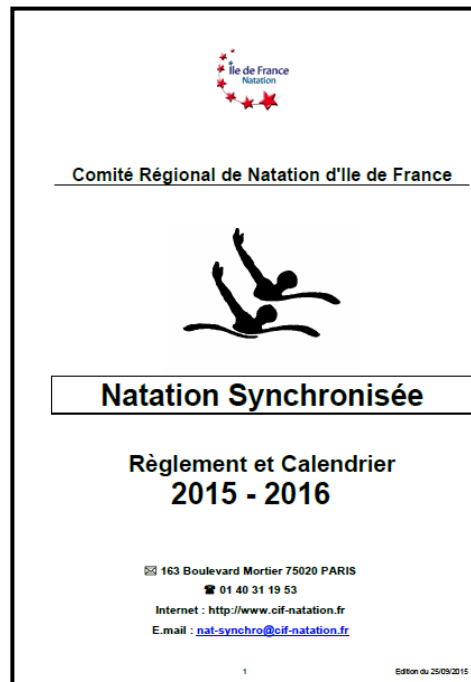 Île de France
Natation
Comité Régional de Natation d'Ile de France
Natation Synchronisée
Règlement et Calendrier
2015 - 2016
✉ 163 Boulevard Mortier 75020 PARIS
☎ 01 40 31 19 53
Internet : http://www.cif-natation.fr
E.mail : nat-synchro@cif-natation.fr
1
Edition du 25/09/2015